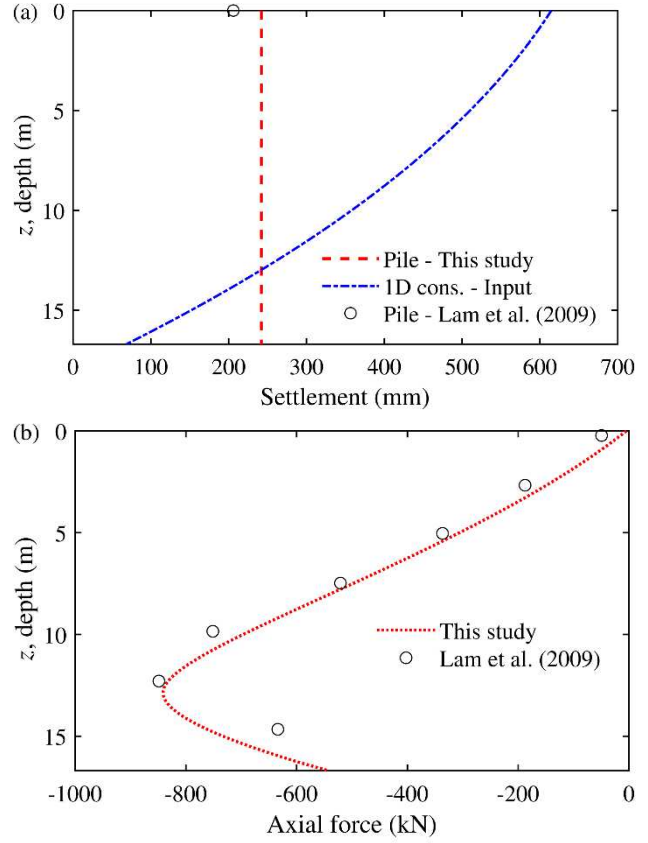 (a)
0
5
10
15
z, depth (m)
Pile - This study
1D cons. - Input
Pile - Lam et al. (2009)
0 100 200 300 400 500 600 700
Settlement (mm)
(b)
0
5
10
15
z, depth (m)
This study
Lam et al. (2009)
-1000 -800 -600 -400 -200 0
Axial force (kN)